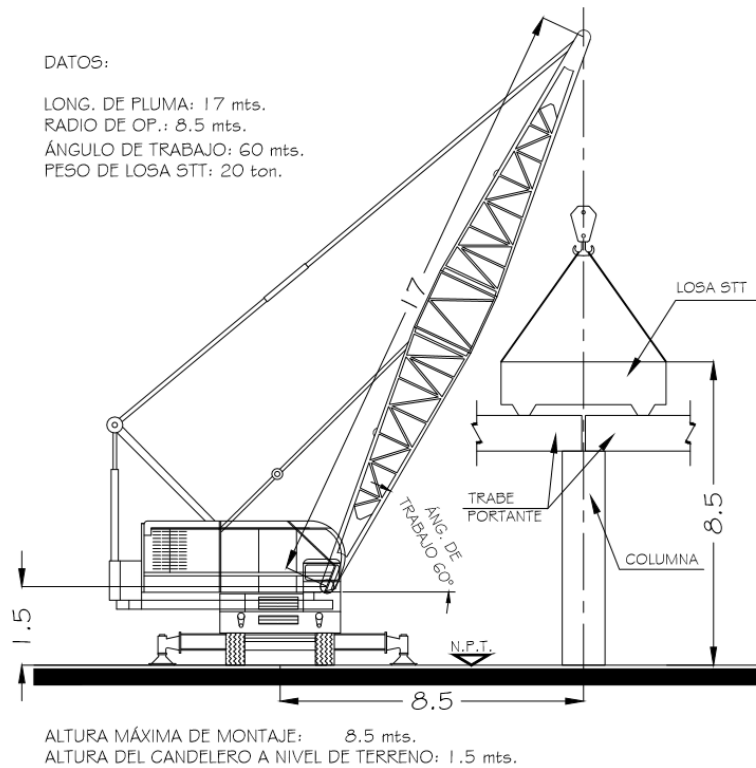 DATOS:
LONG. DE PLUMA: 17 mts.
RADIO DE OP.: 8.5 mts.
ÁNGULO DE TRABAJO: 60 mts.
PESO DE LOSA STT: 20 ton.
17
LOSA STT
ÁNG. DE
TRABAJO 60°
TRABE
PORTANTE
COLUMNA
8.5
1.5
N.P.T.
8.5
ALTURA MÁXIMA DE MONTAJE: 8.5 mts.
ALTURA DEL CANDELERO A NIVEL DE TERRENO: 1.5 mts.